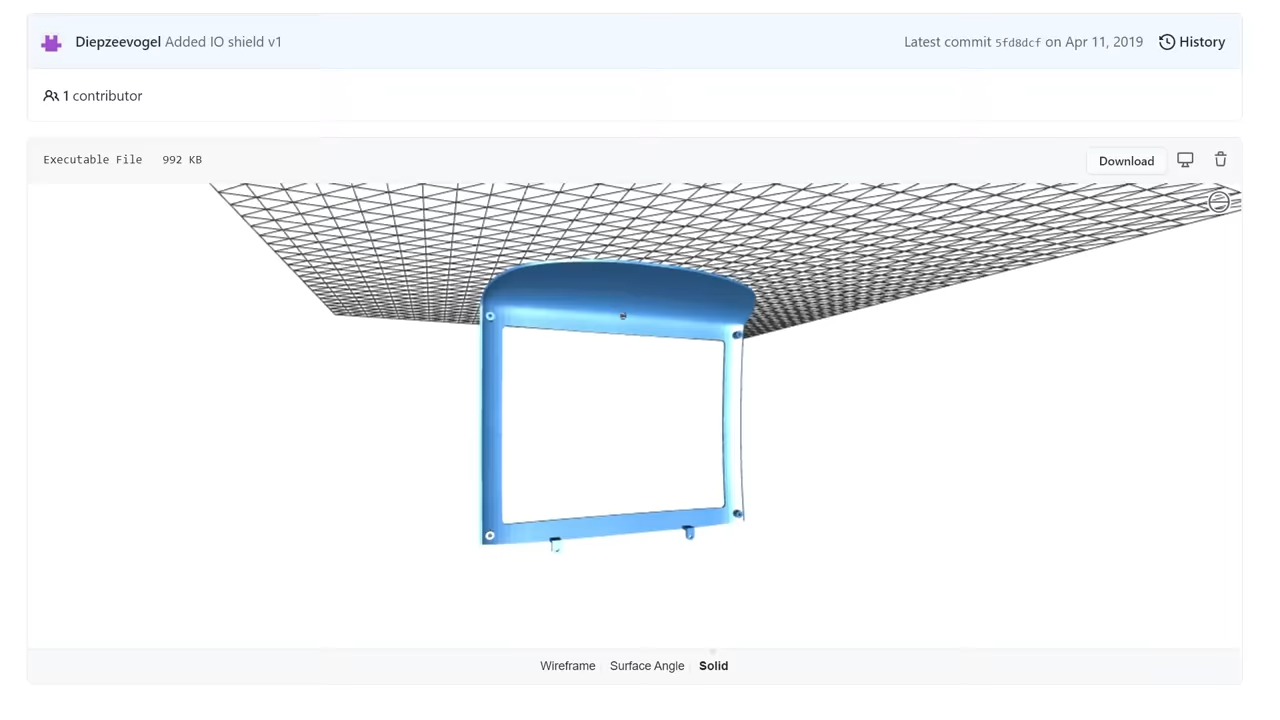 Diepzeevogel Added IO shield v1
Latest commit 5fd8dcf on Apr 11, 2019 History
1 contributor
Executable File 992 KB
Download
Wireframe Surface Angle Solid